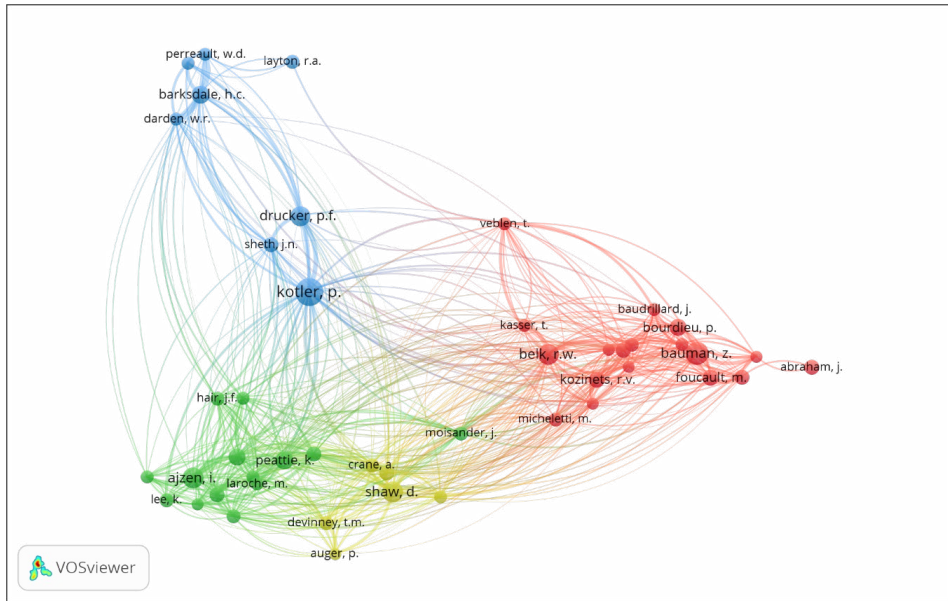 perreault, w.d.
layton, r.a.
barksdale, h.c.
darden, w.r.
drucker, p.f.
veblen, t.
sheth, j.n.
kotler, p.
baudrillard, j.
kasser, t.
bourdieu, p.
belk, r.w.
bauman, z.
abraham, j.
kozinets, r.v.
foucault, m.
hair, j.f.
micheletti, m.
moisander, j.
peattie, k.
crane, a.
ajzen, i.
laroche, m.
shaw, d.
lee, k.
devinney, t.m.
auger, p.
VOSviewer